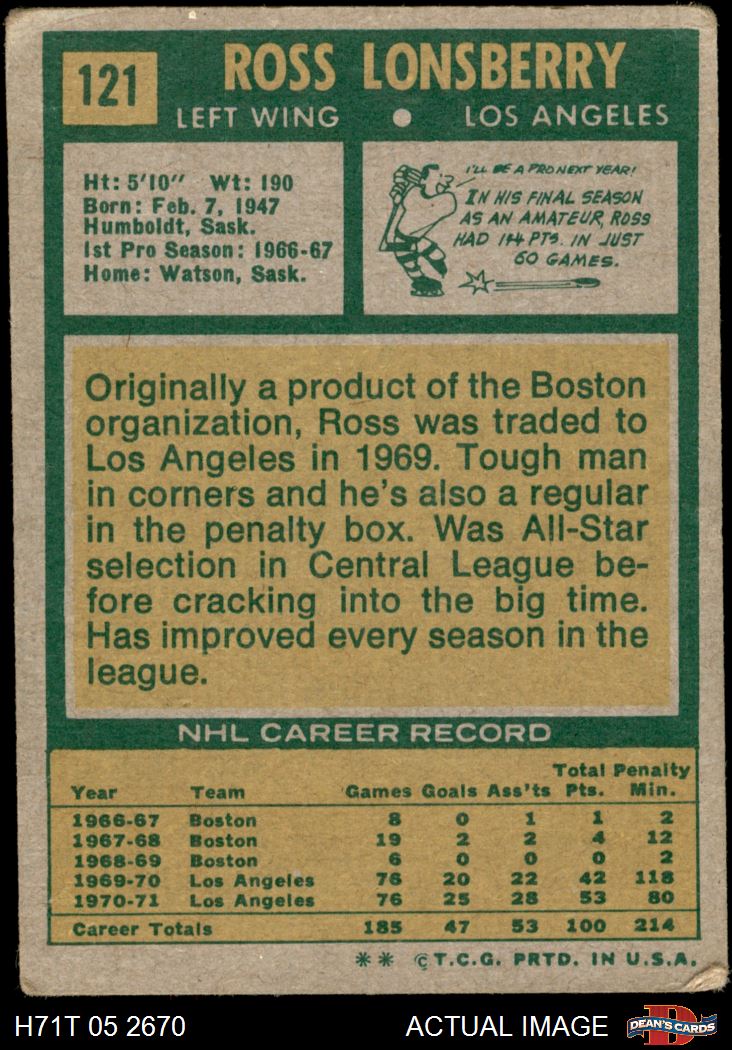 121
ROSS LONSBERRY
LEFT WING • LOS ANGELES
Ht: 5'10" Wt: 190
Born: Feb. 7, 1947
Humboldt, Sask.
1st Pro Season: 1966-67
Home: Watson, Sask.
I'LL BE A PRO NEXT YEAR!
IN HIS FINAL SEASON
AS AN AMATEUR, ROSS
HAD 114 PTS. IN JUST
60 GAMES.
Originally a product of the Boston
organization, Ross was traded to
Los Angeles in 1969. Tough man
in corners and he's also a regular
in the penalty box. Was All-Star
selection in Central League be-
fore cracking into the big time.
Has improved every season in the
league.
NHL CAREER RECORD
Total Penalty
Year Team Games Goals Ass'ts Pts. Min.
1966-67 Boston 8 0 1 1 2
1967-68 Boston 19 2 2 4 12
1968-69 Boston 6 0 0 0 2
1969-70 Los Angeles 76 20 22 42 118
1970-71 Los Angeles 76 25 28 53 80
Career Totals 185 47 53 100 214
** ©T.C.G. PRTD. IN U.S.A.
H71T 05 2670 ACTUAL IMAGE
D
DEAN'S CARDS